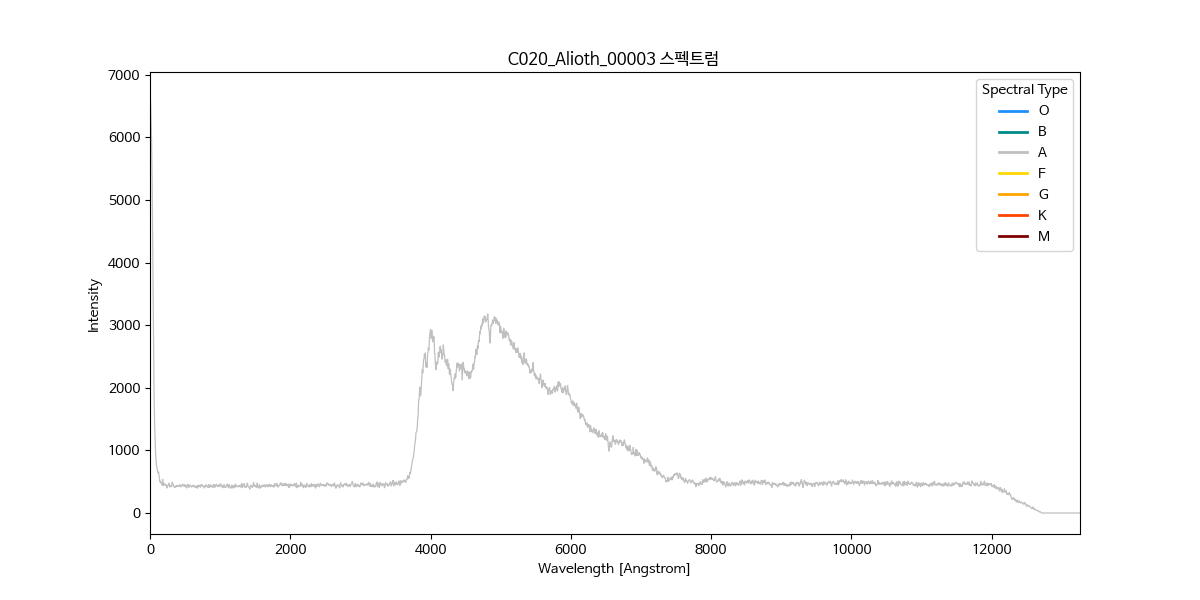 C020_Alioth_00003 스펙트럼
7000
6000
5000
4000
3000
2000
1000
0
Intensity
0 2000 4000 6000 8000 10000 12000
Wavelength [Angstrom]
Spectral Type
O
B
A
F
G
K
M